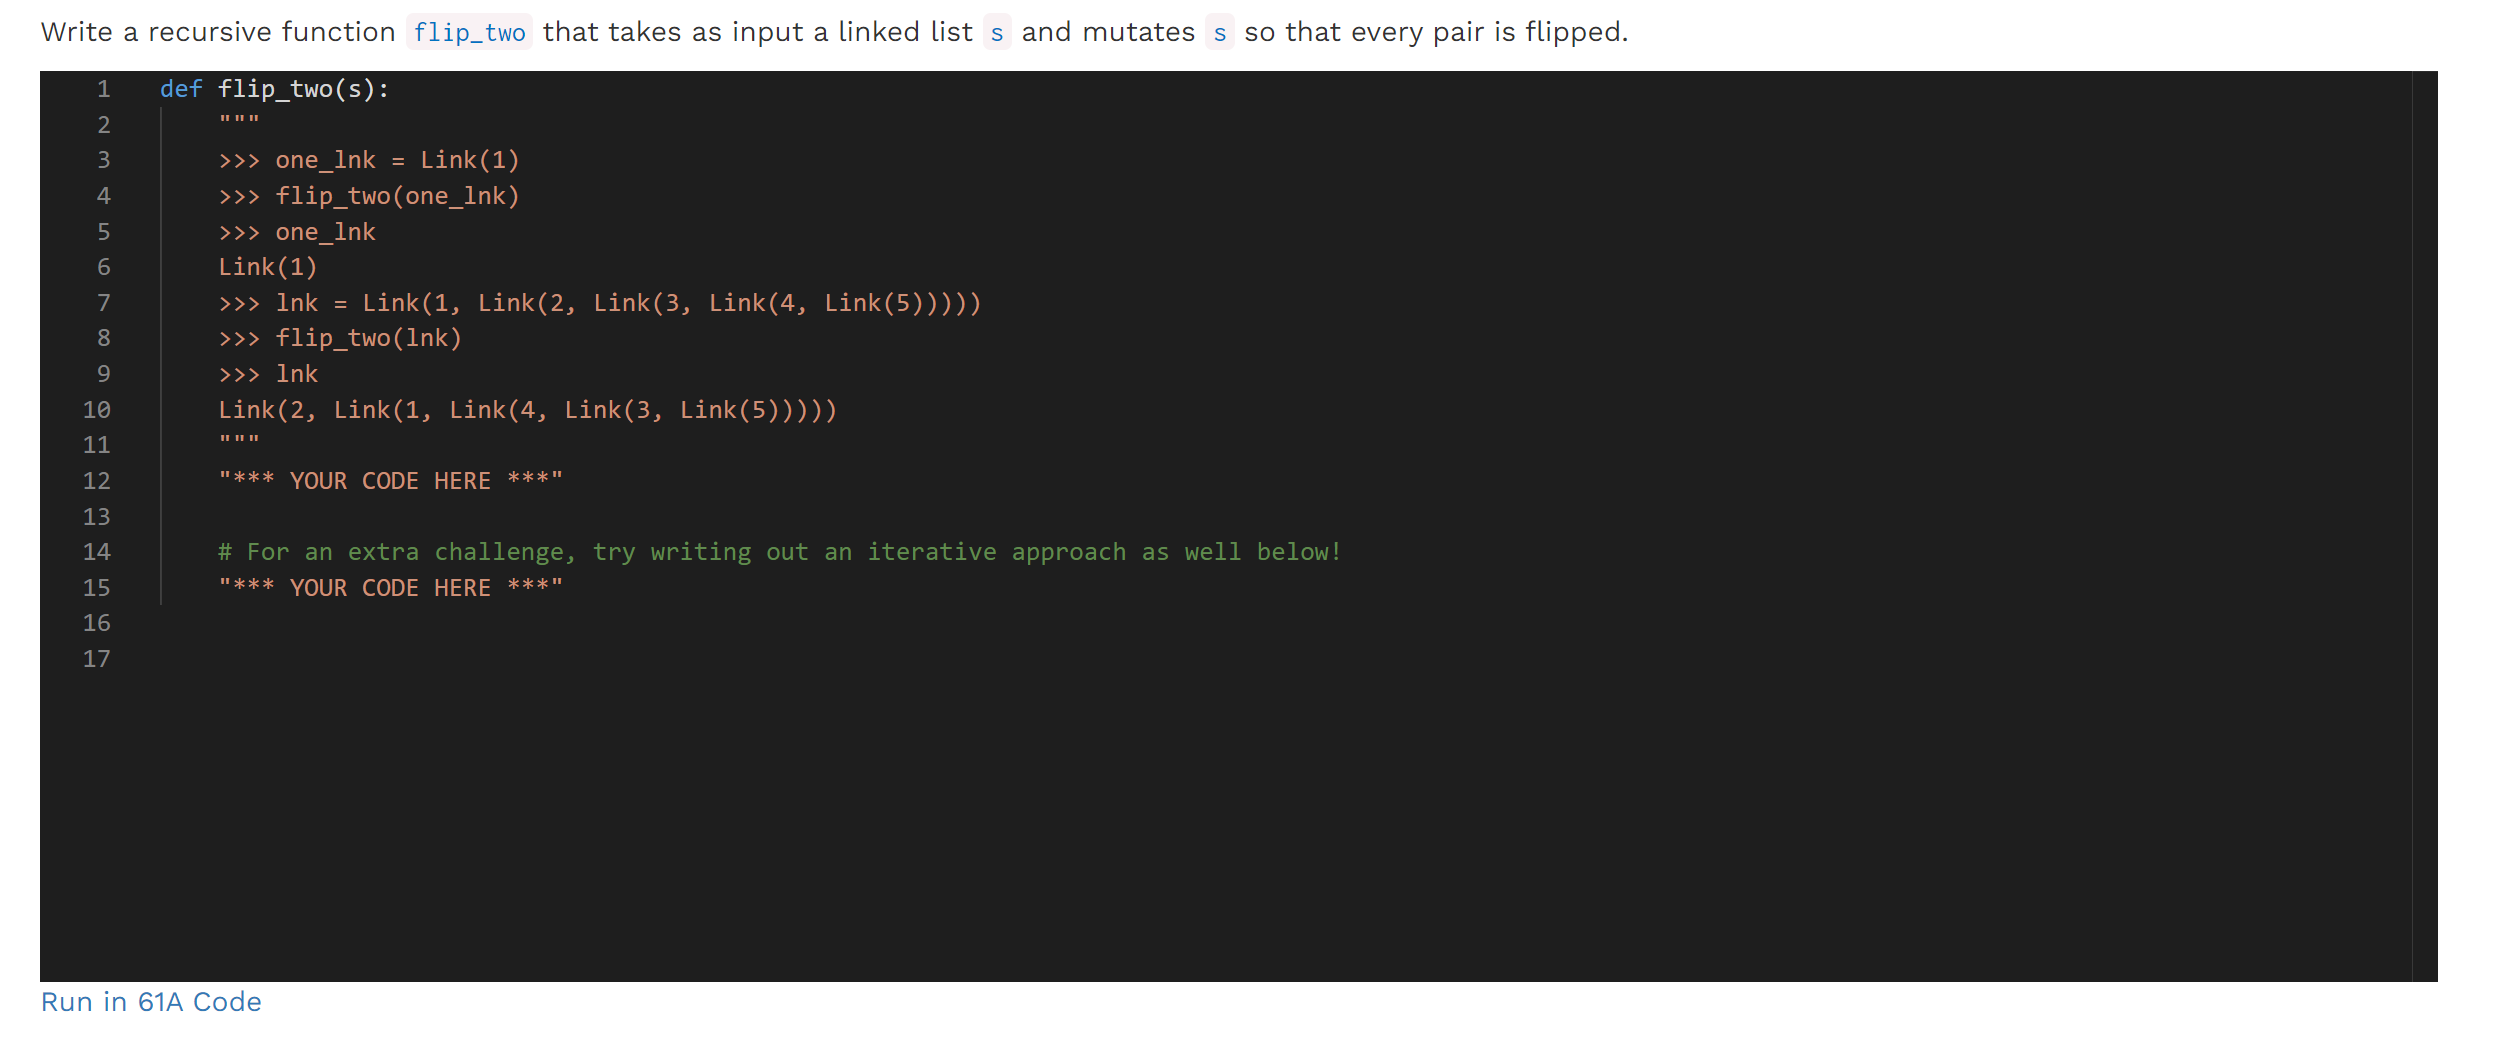 Write a recursive function flip_two that takes as input a linked list s and mutates s so that every pair is flipped.
1 def flip_two(s):
2 """
3 >>> one_lnk = Link(1)
4 >>> flip_two(one_lnk)
5 >>> one_lnk
6 Link(1)
7 >>> lnk = Link(1, Link(2, Link(3, Link(4, Link(5)))))
8 >>> flip_two(lnk)
9 >>> lnk
10 Link(2, Link(1, Link(4, Link(3, Link(5)))))
11 """
12 "*** YOUR CODE HERE ***"
13
14 # For an extra challenge, try writing out an iterative approach as well below!
15 "*** YOUR CODE HERE ***"
16
17
Run in 61A Code